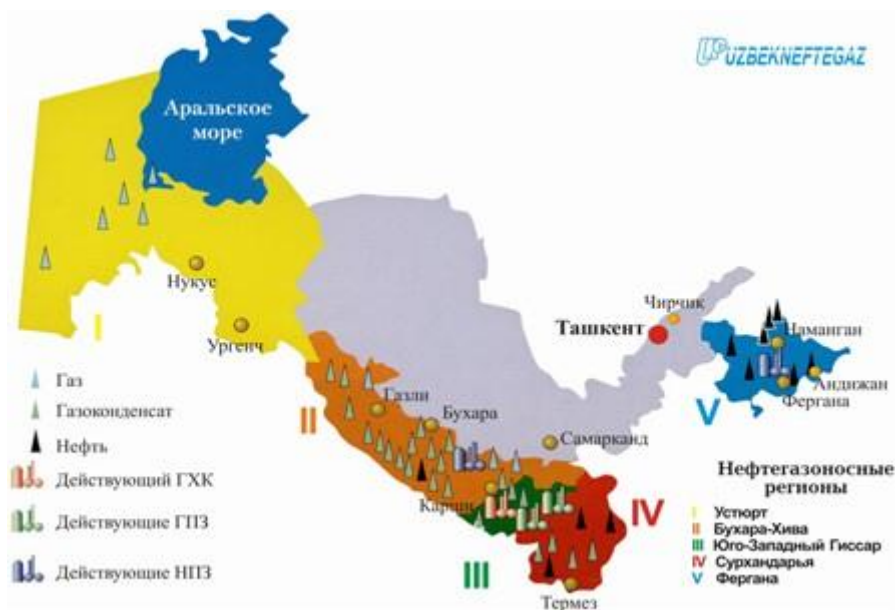 UZBEKNEFTEGAZ
Аральское
море
Нукус
Ургенч
I
Чирчик
Ташкент
Наманган
Андижан
Фергана
V
Газ
Газоконденсат
Нефть
Действующий ГХК
Действующие ГПЗ
Действующие НПЗ
II
Газли
Бухара
Самарканд
Карши
III
IV
Термез
Нефтегазоносные
регионы
I Устюрт
II Бухара-Хива
III Юго-Западный Гиссар
IV Сурхандарья
V Фергана